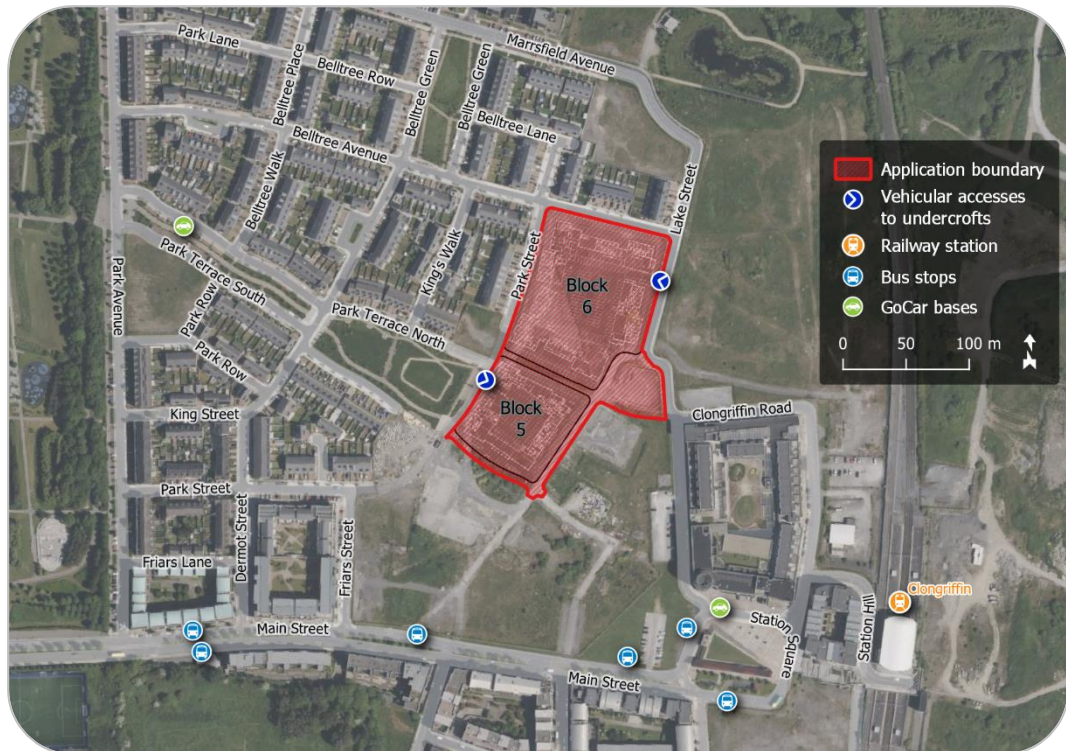 Park Lane
Belltree Row
Belltree Place
Belltree Green
Belltree Green
Marrsfield Avenue
Belltree Lane
Belltree Avenue
Belltree Walk
King's Walk
Park Street
Lake Street
Park Terrace South
Park Terrace North
Park Avenue
Park Row
Park Row
King Street
Park Street
Dermot Street
Friars Street
Friars Lane
Main Street
Main Street
Clongriffin Road
Station Square
Station Hill
Clongriffin
Block
6
Block
5
Application boundary
Vehicular accesses
to undercrofts
Railway station
Bus stops
GoCar bases
0 50 100 m